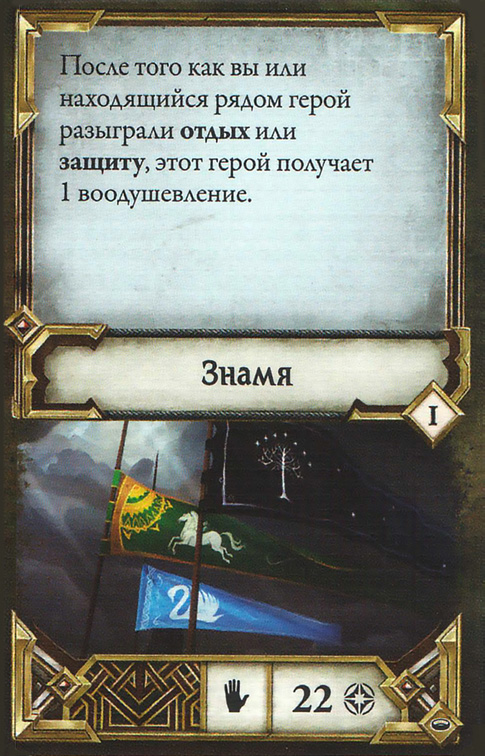 После того как вы или
находящийся рядом герой
разыграли отдых или
защиту, этот герой получает
1 воодушевление.
Знамя
I
22